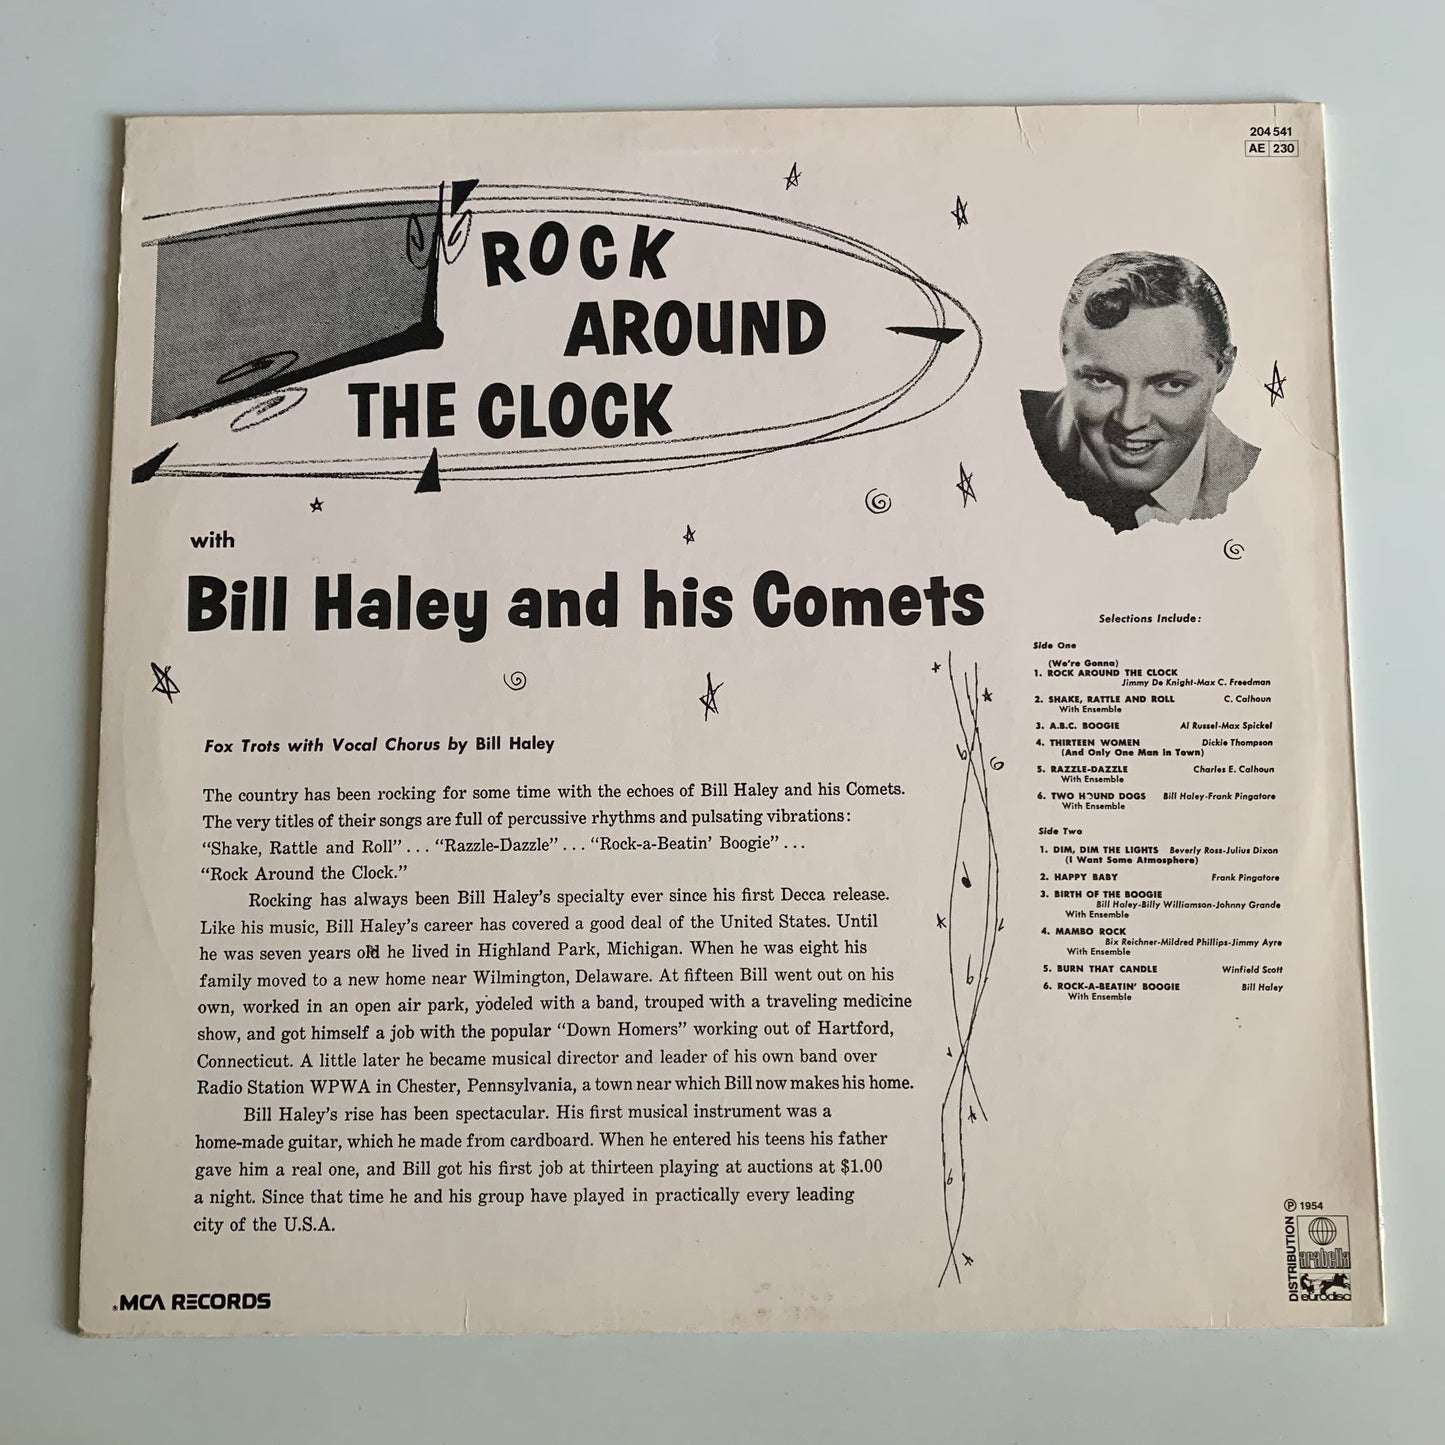 204 541
AE 230
ROCK
AROUND
THE CLOCK
with
Bill Haley and his Comets
Fox Trots with Vocal Chorus by Bill Haley
The country has been rocking for some time with the echoes of Bill Haley and his Comets.
The very titles of their songs are full of percussive rhythms and pulsating vibrations:
“Shake, Rattle and Roll” . . . “Razzle-Dazzle” . . . “Rock-a-Beatin’ Boogie” . . .
“Rock Around the Clock.”
Rocking has always been Bill Haley’s specialty ever since his first Decca release.
Like his music, Bill Haley’s career has covered a good deal of the United States. Until
he was seven years old he lived in Highland Park, Michigan. When he was eight his
family moved to a new home near Wilmington, Delaware. At fifteen Bill went out on his
own, worked in an open air park, yodeled with a band, trouped with a traveling medicine
show, and got himself a job with the popular “Down Homers” working out of Hartford,
Connecticut. A little later he became musical director and leader of his own band over
Radio Station WPWA in Chester, Pennsylvania, a town near which Bill now makes his home.
Bill Haley’s rise has been spectacular. His first musical instrument was a
home-made guitar, which he made from cardboard. When he entered his teens his father
gave him a real one, and Bill got his first job at thirteen playing at auctions at $1.00
a night. Since that time he and his group have played in practically every leading
city of the U.S.A.
Selections Include:
Side One
(We're Gonna)
1. ROCK AROUND THE CLOCK
Jimmy De Knight-Max C. Freedman
2. SHAKE, RATTLE AND ROLL C. Calhoun
With Ensemble
3. A.B.C. BOOGIE Al Russel-Max Spickol
4. THIRTEEN WOMEN Dickie Thompson
(And Only One Man in Town)
5. RAZZLE-DAZZLE Charles E. Calhoun
With Ensemble
6. TWO HOUND DOGS Bill Haley-Frank Pingatore
With Ensemble
Side Two
1. DIM, DIM THE LIGHTS Beverly Ross-Julius Dixon
(I Want Some Atmosphere)
2. HAPPY BABY Frank Pingatore
3. BIRTH OF THE BOOGIE
Bill Haley-Billy Williamson-Johnny Grande
With Ensemble
4. MAMBO ROCK
Bix Reichner-Mildred Phillips-Jimmy Ayre
With Ensemble
5. BURN THAT CANDLE Winfield Scott
6. ROCK-A-BEATIN' BOOGIE Bill Haley
With Ensemble
℗ 1954
DISTRIBUTION
arabella
eurodisc
MCA RECORDS